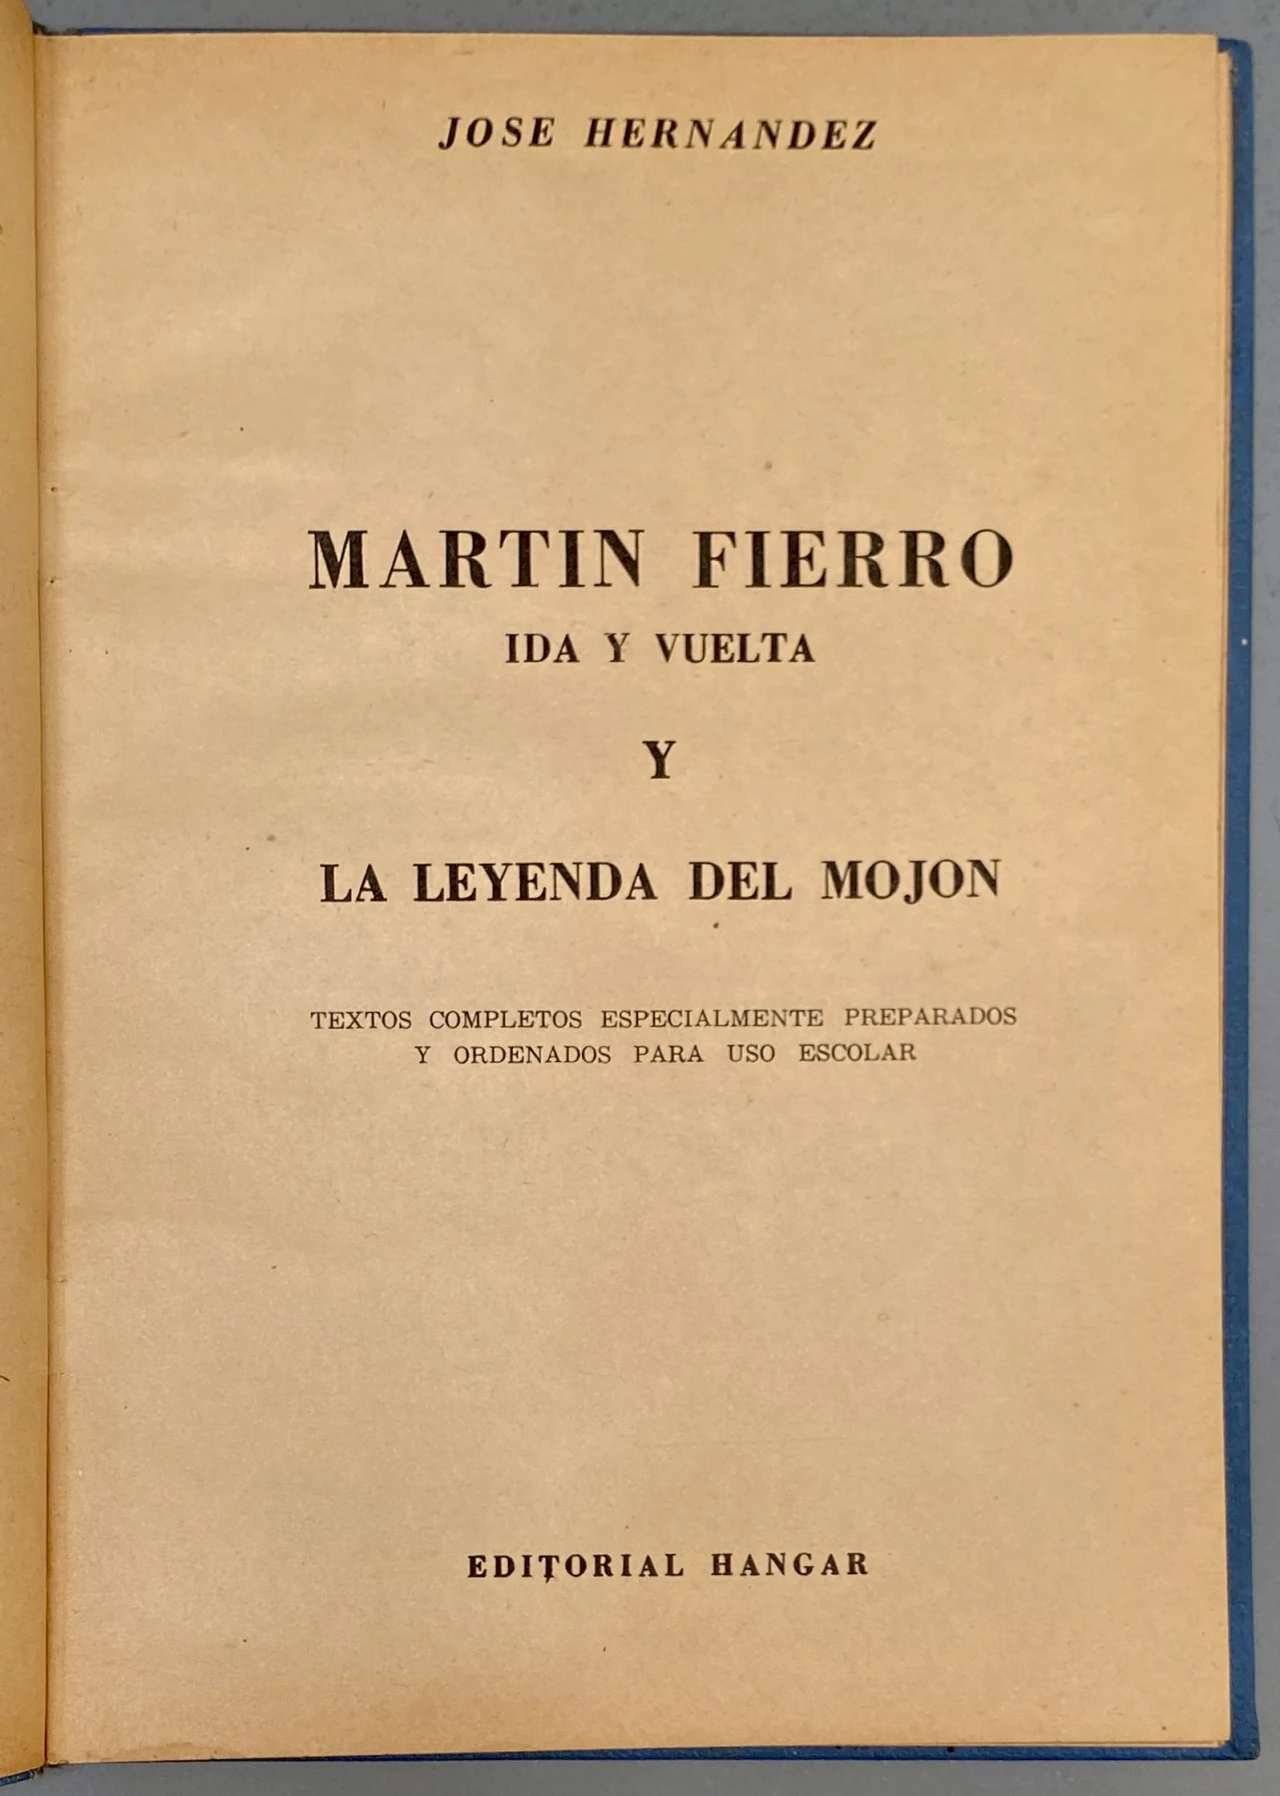 JOSE HERNANDEZ
MARTIN FIERRO
IDA Y VUELTA
Y
LA LEYENDA DEL MOJON
TEXTOS COMPLETOS ESPECIALMENTE PREPARADOS
Y ORDENADOS PARA USO ESCOLAR
EDITORIAL HANGAR